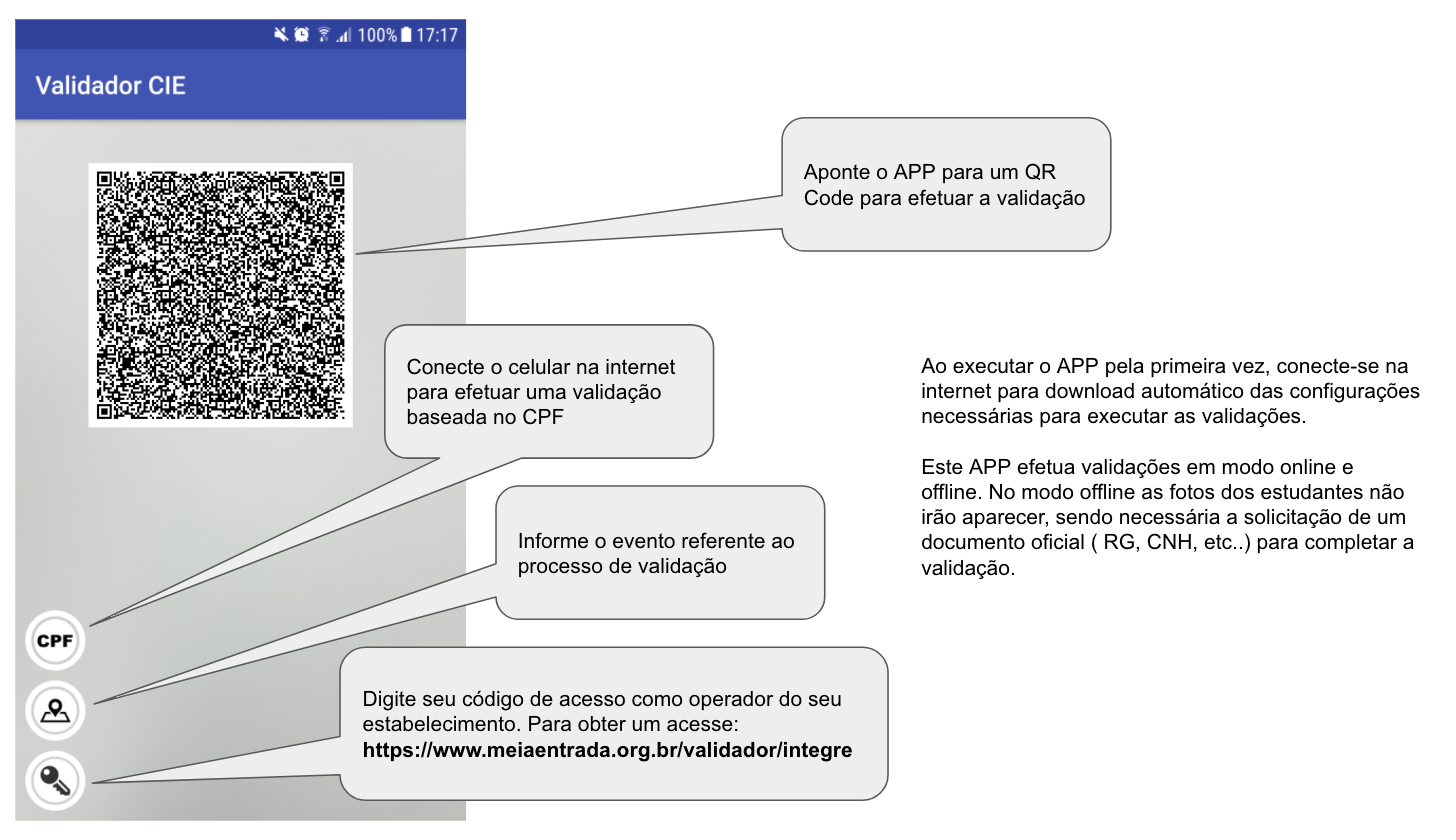 100% 17:17
Validador CIE
Aponte o APP para um QR
Code para efetuar a validação
Conecte o celular na internet
para efetuar uma validação
baseada no CPF
Informe o evento referente ao
processo de validação
CPF
Digite seu código de acesso como operador do seu
estabelecimento. Para obter um acesse:
https://www.meiaentrada.org.br/validador/integre
Ao executar o APP pela primeira vez, conecte-se na
internet para download automático das configurações
necessárias para executar as validações.
Este APP efetua validações em modo online e
offline. No modo offline as fotos dos estudantes não
irão aparecer, sendo necessária a solicitação de um
documento oficial ( RG, CNH, etc..) para completar a
validação.